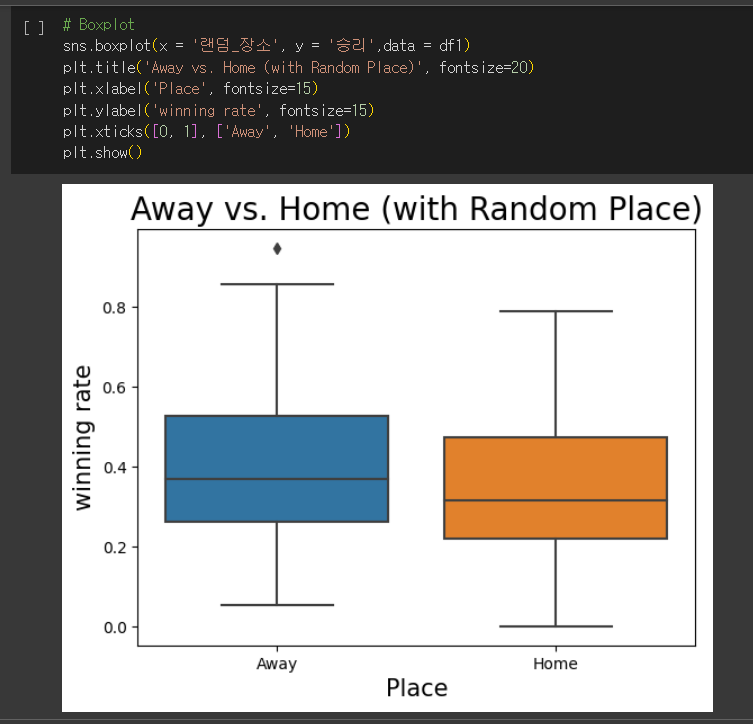 [ ] # Boxplot
sns.boxplot(x = '랜덤_장소', y = '승리',data = df1)
plt.title('Away vs. Home (with Random Place)', fontsize=20)
plt.xlabel('Place', fontsize=15)
plt.ylabel('winning rate', fontsize=15)
plt.xticks([0, 1], ['Away', 'Home'])
plt.show()
Away vs. Home (with Random Place)
winning rate
0.8
0.6
0.4
0.2
0.0
Away Home
Place